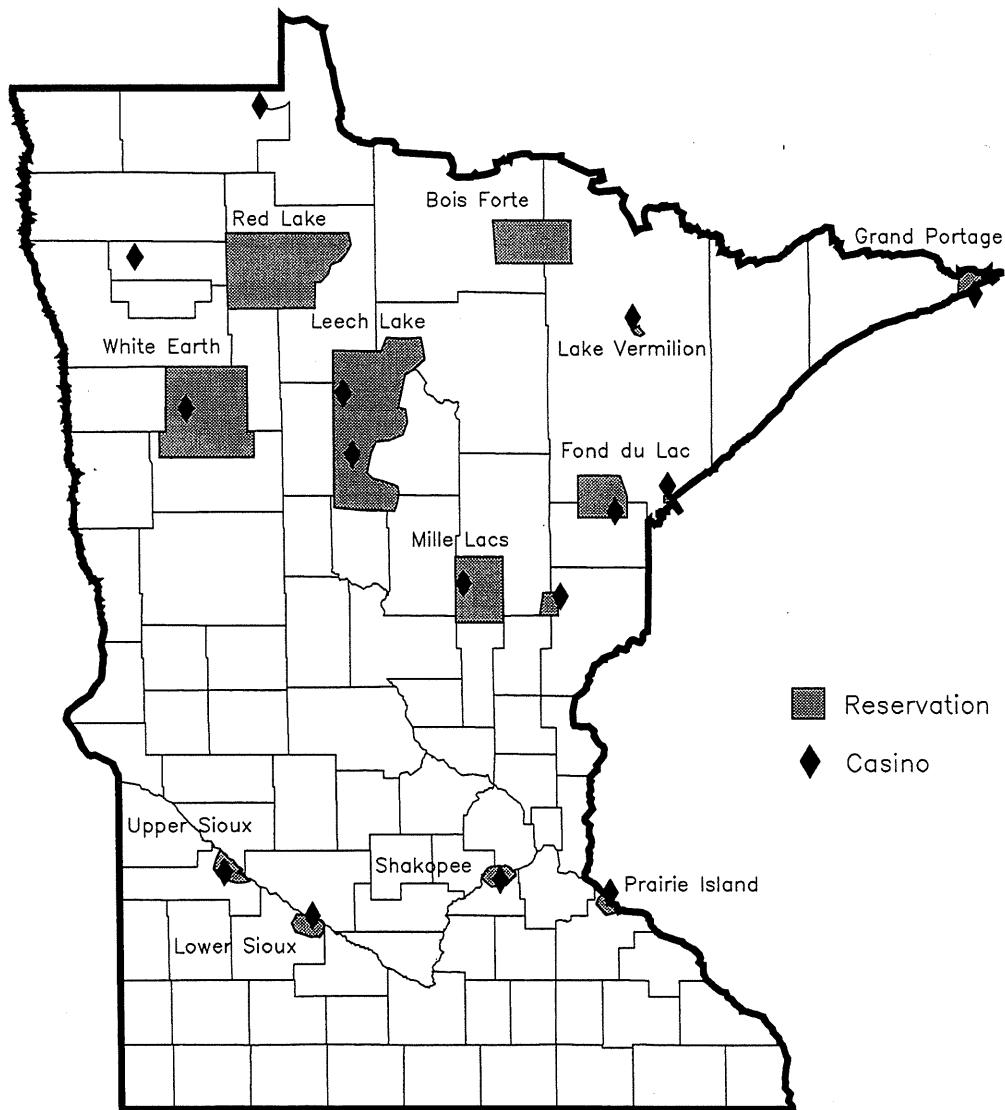 Bois Forte
Red Lake
Grand Portage
Leech Lake
White Earth
Lake Vermilion
Fond du Lac
Mille Lacs
Reservation
Casino
Upper Sioux
Shakopee
Prairie Island
Lower Sioux